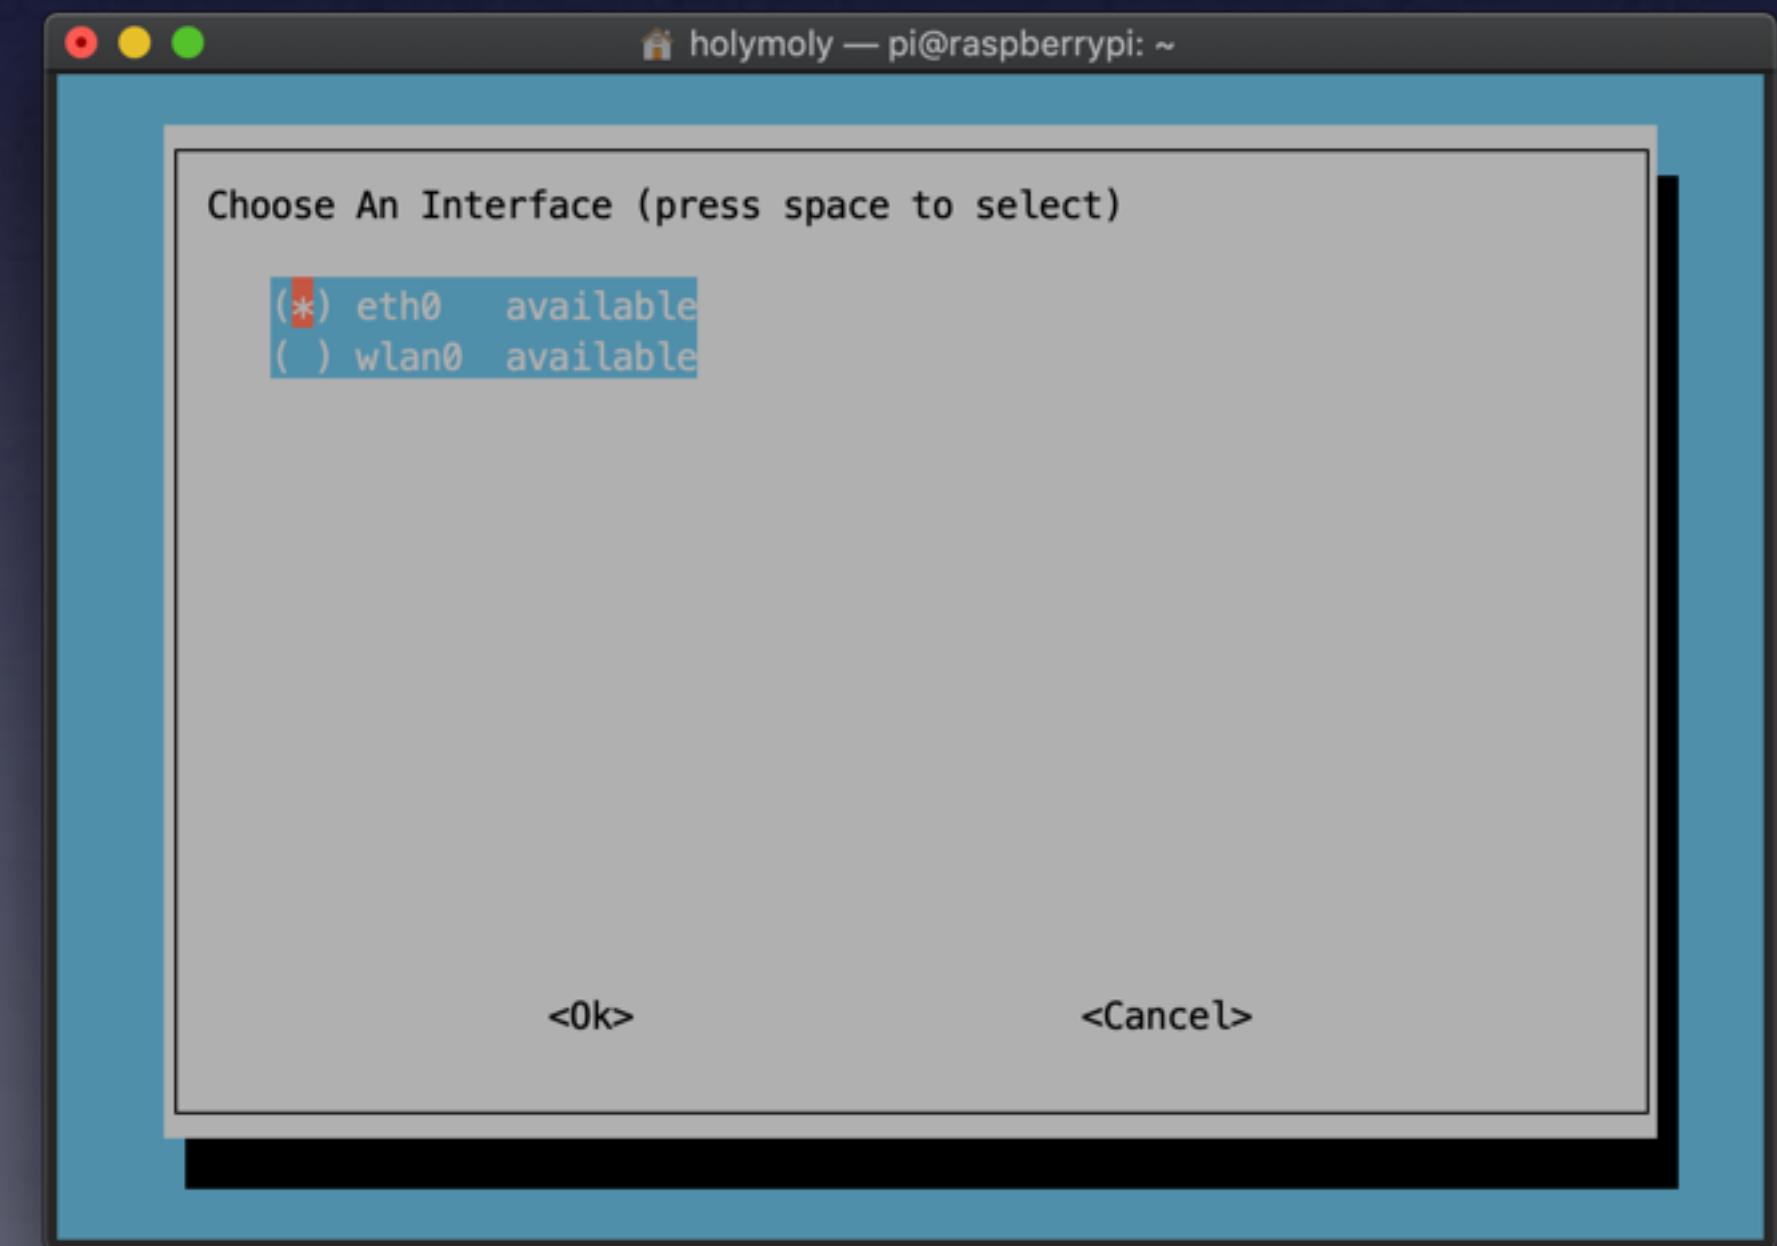 holymoly — pi@raspberrypi: ~
Choose An Interface (press space to select)
(*) eth0   available
( ) wlan0  available
<Ok> <Cancel>